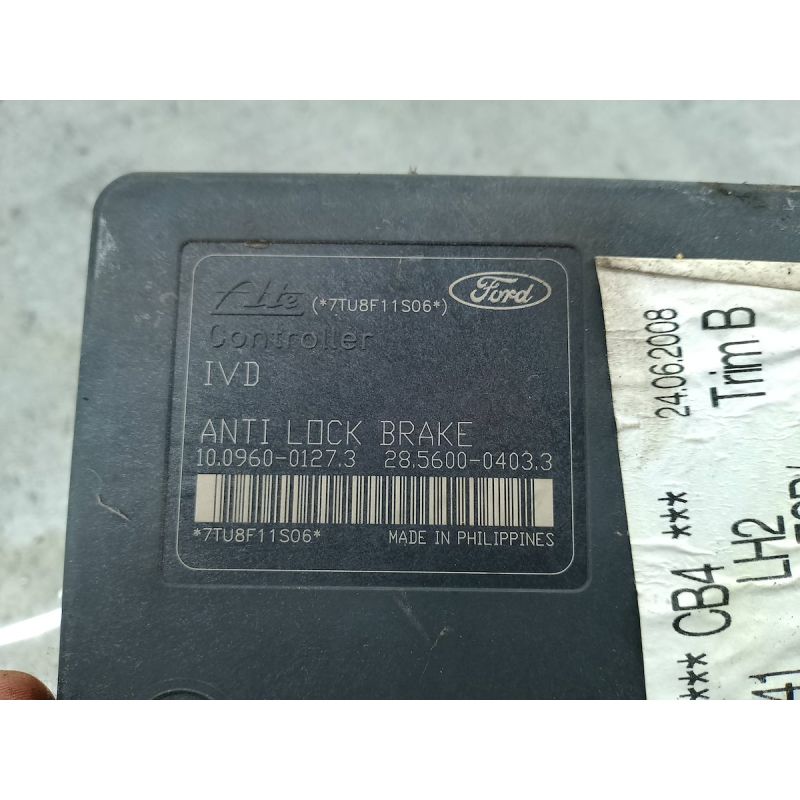 Ate (*7TU8F11S06*) Ford
Controller
IVD
ANTI LOCK BRAKE
10.0960-0127.3 28.5600-0403.3
*7TU8F11S06* MADE IN PHILIPPINES
24.06.2008
Trim B
*** CB4 ***
LH2
41